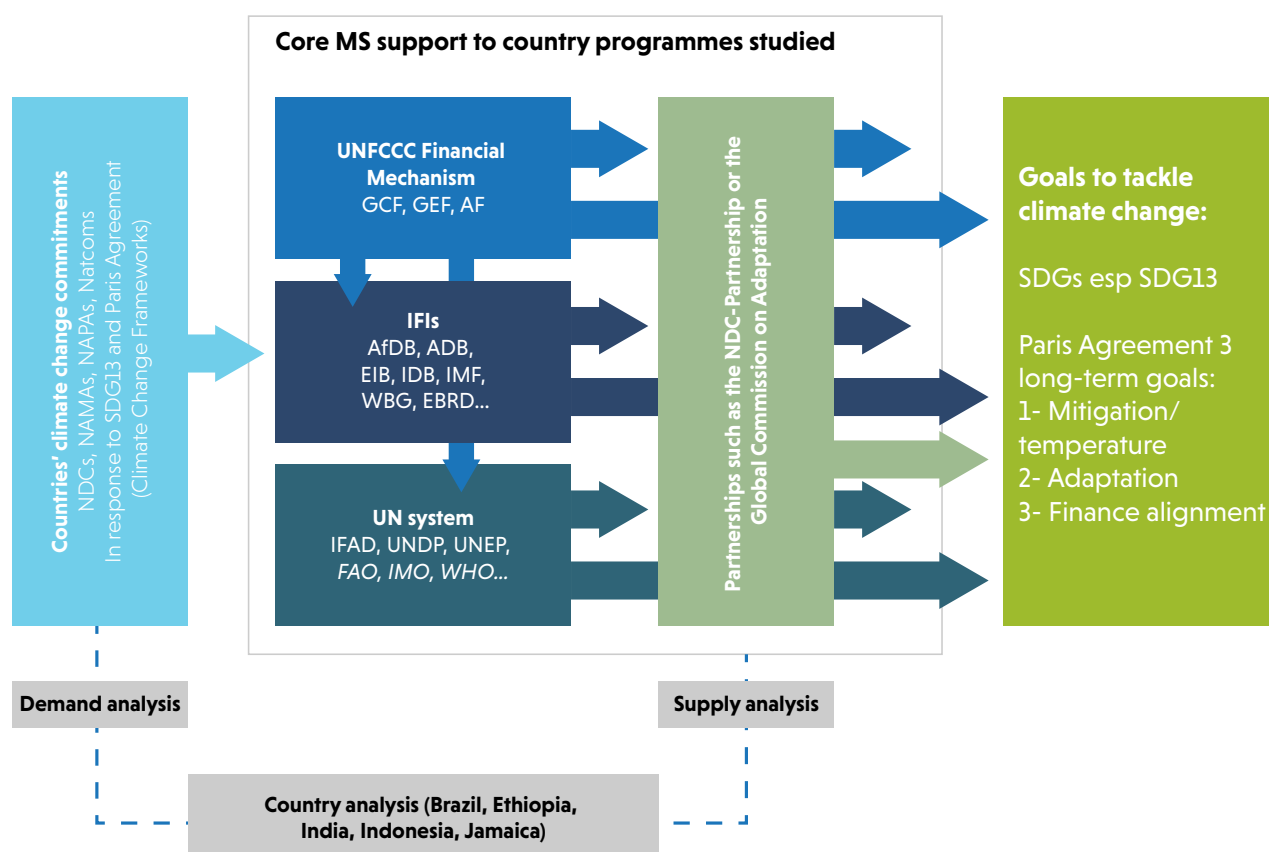 Core MS support to country programmes studied
Countries’ climate change commitments
NDCs, NAMAs, NAPAs, Natcoms
In response to SDG13 and Paris Agreement
(Climate Change Frameworks)
UNFCCC Financial
Mechanism
GCF, GEF, AF
IFIs
AfDB, ADB,
EIB, IDB, IMF,
WBG, EBRD...
UN system
IFAD, UNDP, UNEP,
FAO, IMO, WHO...
Partnerships such as the NDC-Partnership or the
Global Commission on Adaptation
Goals to tackle
climate change:
SDGs esp SDG13
Paris Agreement 3
long-term goals:
1- Mitigation/
temperature
2- Adaptation
3- Finance alignment
Demand analysis
Supply analysis
Country analysis (Brazil, Ethiopia,
India, Indonesia, Jamaica)